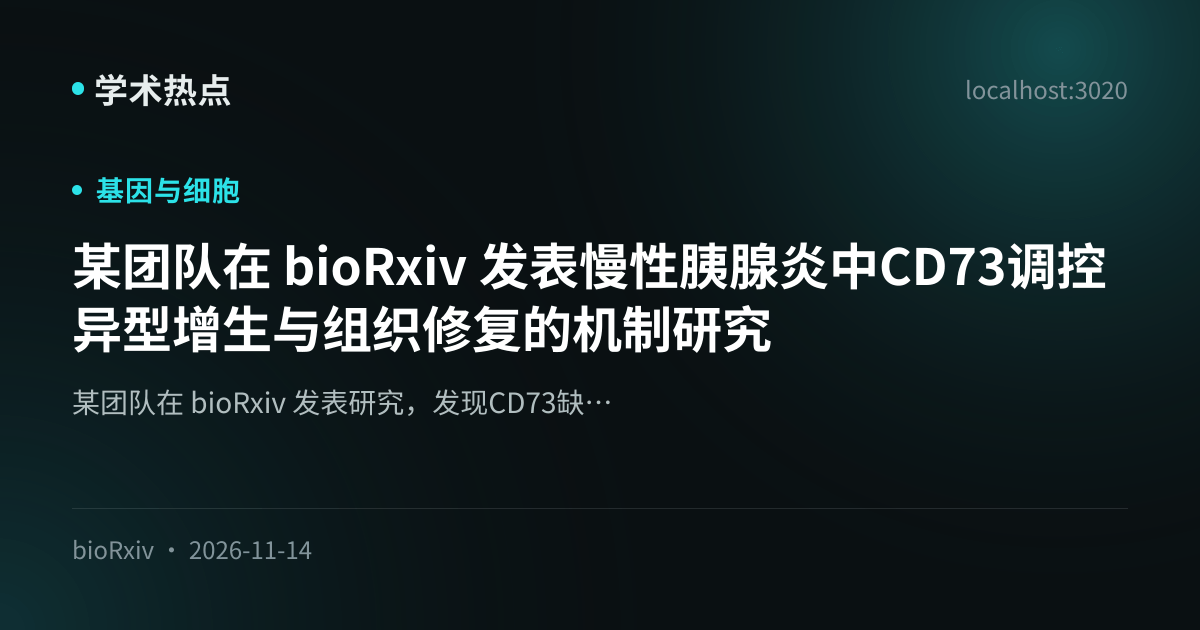 学术热点
localhost:3020
基因与细胞
某团队在 bioRxiv 发表慢性胰腺炎中CD73调控
异型增生与组织修复的机制研究
某团队在 bioRxiv 发表研究，发现CD73缺…
bioRxiv · 2026-11-14